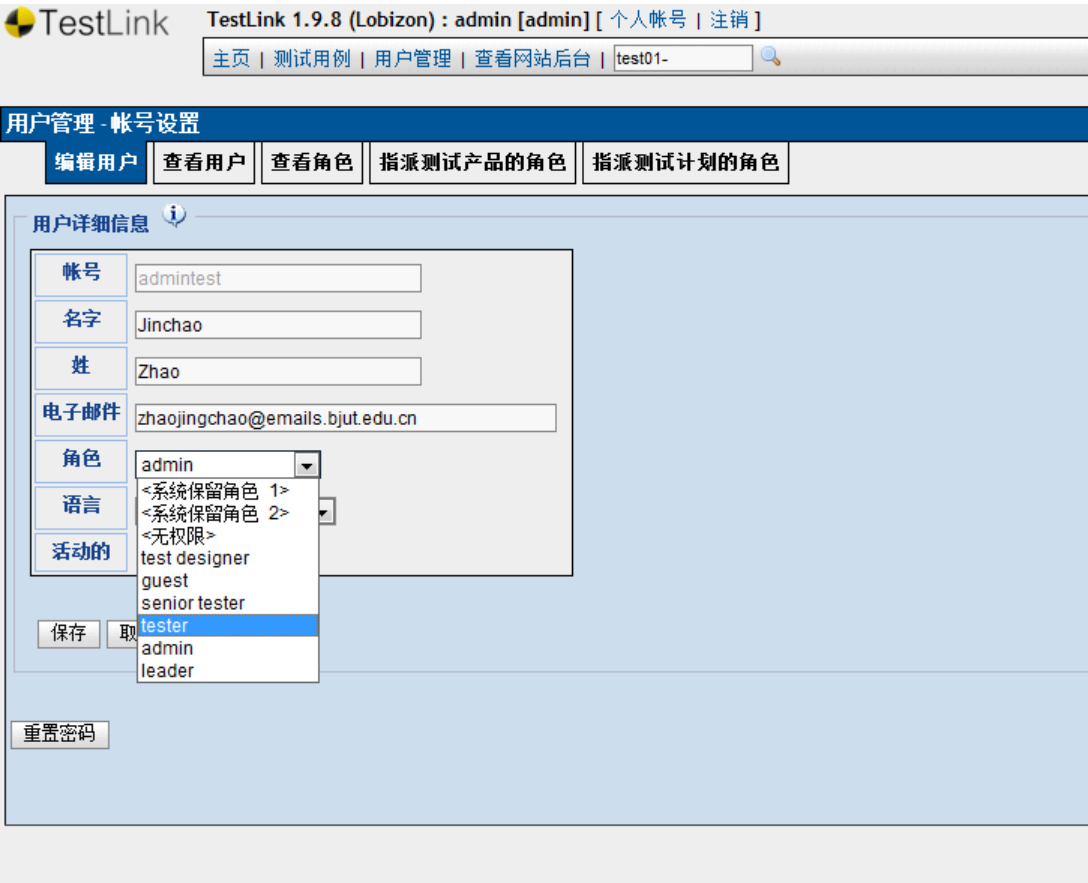 TestLink TestLink 1.9.8 (Lobizon) : admin [admin] [ 个人帐号 | 注销 ]
主页 | 测试用例 | 用户管理 | 查看网站后台 | test01-
用户管理 - 帐号设置
编辑用户 查看用户 查看角色 指派测试产品的角色 指派测试计划的角色
用户详细信息
帐号 admintest
名字 Jinchao
姓 Zhao
电子邮件 zhaojingchao@emails.bjut.edu.cn
角色 admin
<系统保留角色 1>
语言 <系统保留角色 2>
<无权限>
活动的 test designer
guest
senior tester
保存 取 tester
admin
leader
重置密码